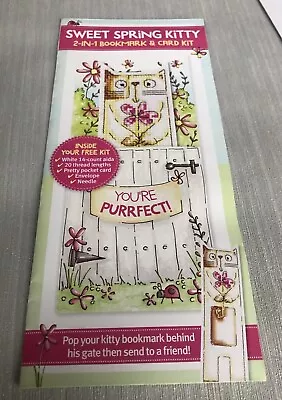 SWEET SPRING KITTY
2-IN-1 BOOKMARK & CARD KIT
INSIDE
YOUR FREE KIT
✓ White 14-count aida
✓ 20 thread lengths
✓ Pretty pocket card
✓ Envelope
✓ Needle
YOU'RE
PURRFECT!
Pop your kitty bookmark behind
his gate then send to a friend!